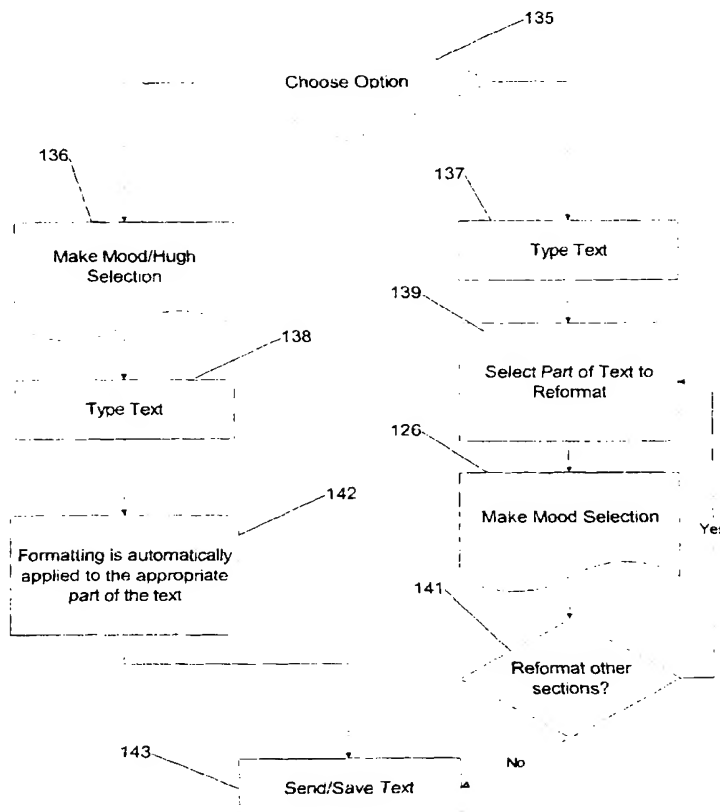 135
Choose Option
136
137
Make Mood/Hugh
Selection
Type Text
139
138
Select Part of Text to
Reformat
Type Text
126
142
Make Mood Selection
Yes
Formatting is automatically
applied to the appropriate
part of the text
141
Reformat other
sections?
No
143
Send/Save Text